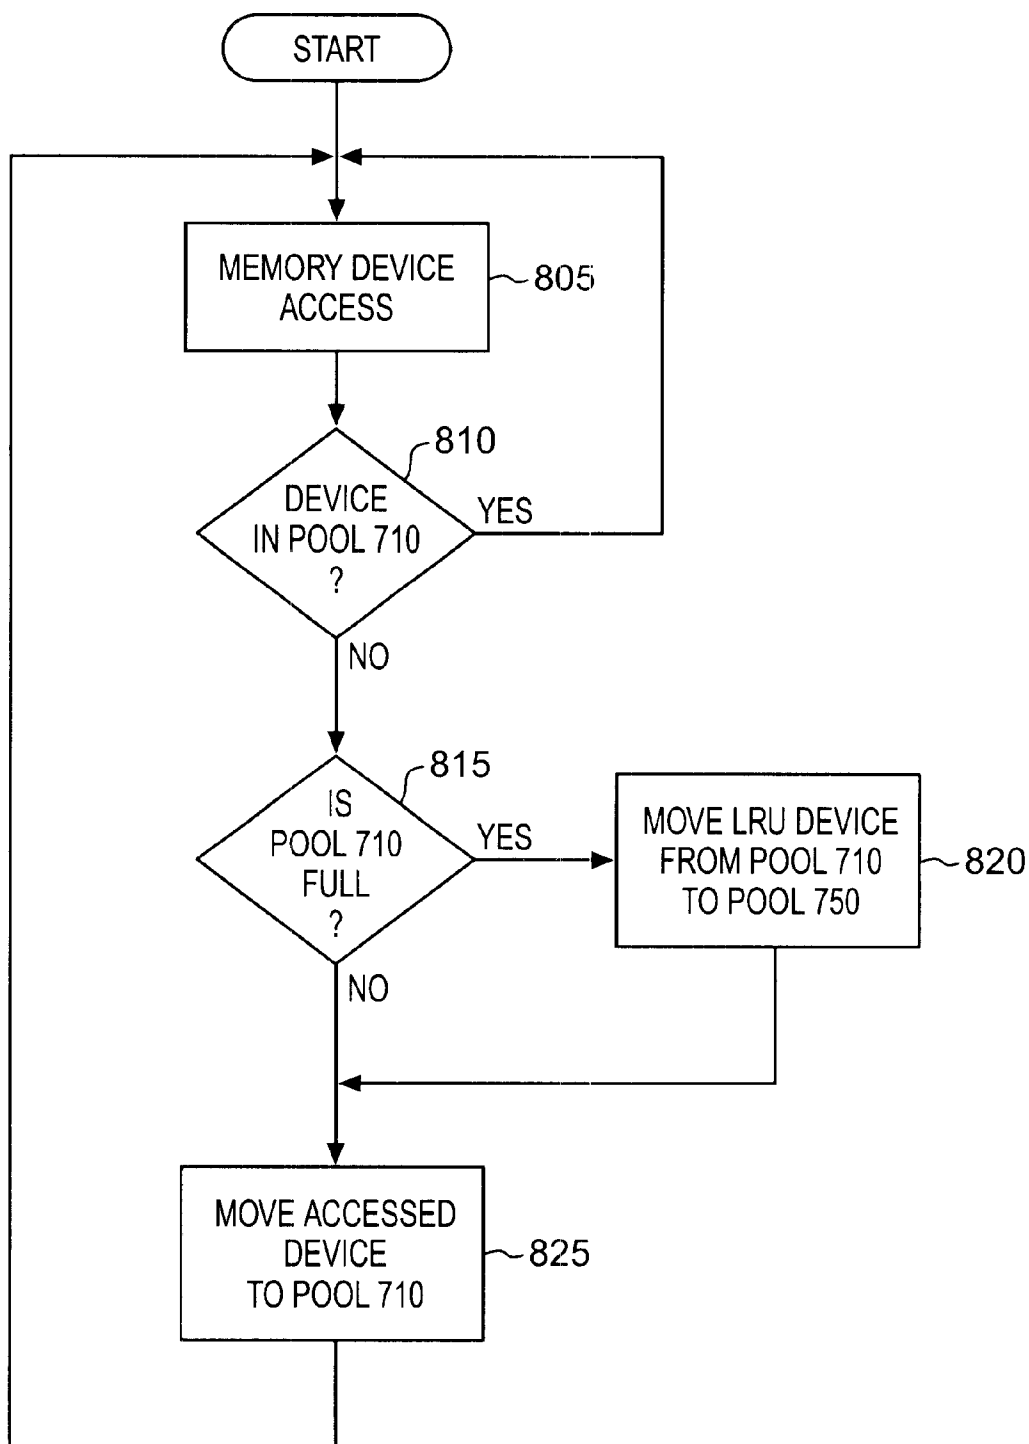 START
MEMORY DEVICE
ACCESS
805
810
DEVICE
IN POOL 710
?
YES
NO
815
IS
POOL 710
FULL
?
YES
MOVE LRU DEVICE
FROM POOL 710
TO POOL 750
820
NO
MOVE ACCESSED
DEVICE
TO POOL 710
825